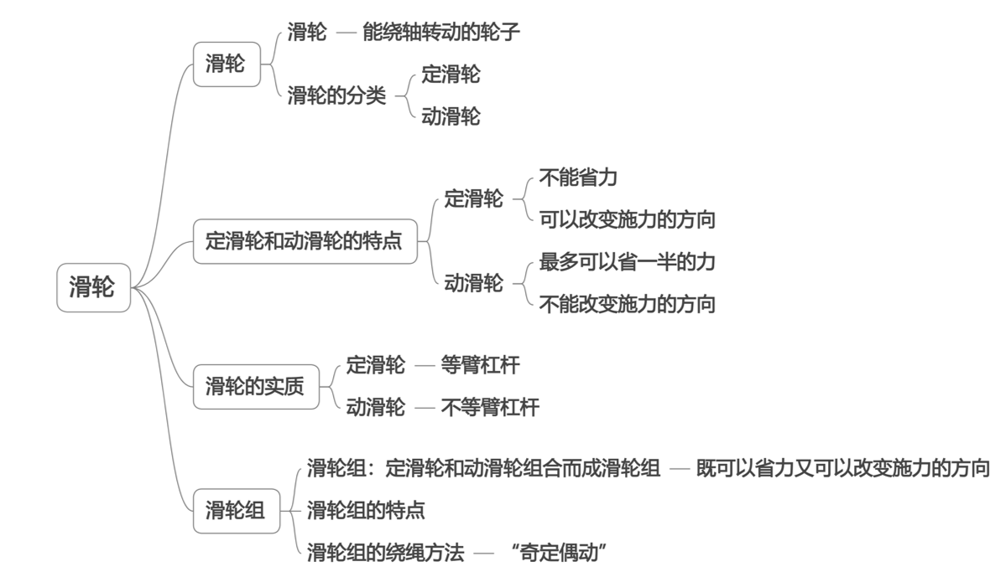 滑轮
滑轮
滑轮
能绕轴转动的轮子
滑轮的分类
定滑轮
动滑轮
定滑轮和动滑轮的特点
定滑轮
不能省力
可以改变施力的方向
动滑轮
最多可以省一半的力
不能改变施力的方向
滑轮的实质
定滑轮
等臂杠杆
动滑轮
不等臂杠杆
滑轮组
滑轮组：定滑轮和动滑轮组合而成滑轮组
既可以省力又可以改变施力的方向
滑轮组的特点
滑轮组的绕绳方法
“奇定偶动”